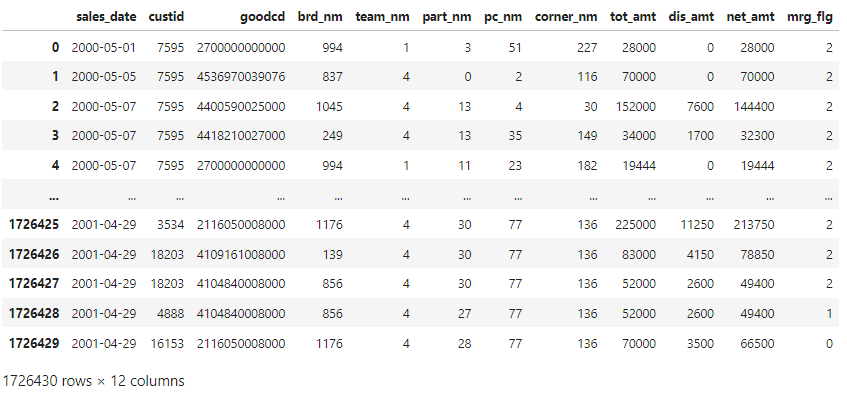 sales_date custid goodcd brd_nm team_nm part_nm pc_nm corner_nm tot_amt dis_amt net_amt mrg_flg
0 2000-05-01 7595 2700000000000 994 1 3 51 227 28000 0 28000 2
1 2000-05-05 7595 4536970039076 837 4 0 2 116 70000 0 70000 2
2 2000-05-07 7595 4400590025000 1045 4 13 4 30 152000 7600 144400 2
3 2000-05-07 7595 4418210027000 249 4 13 35 149 34000 1700 32300 2
4 2000-05-07 7595 2700000000000 994 1 11 23 182 19444 0 19444 2
... ... ... ... ... ... ... ... ... ... ... ... ...
1726425 2001-04-29 3534 2116050008000 1176 4 30 77 136 225000 11250 213750 2
1726426 2001-04-29 18203 4109161008000 139 4 30 77 136 83000 4150 78850 2
1726427 2001-04-29 18203 4104840008000 856 4 30 77 136 52000 2600 49400 2
1726428 2001-04-29 4888 4104840008000 856 4 27 77 136 52000 2600 49400 1
1726429 2001-04-29 16153 2116050008000 1176 4 28 77 136 70000 3500 66500 0
1726430 rows × 12 columns